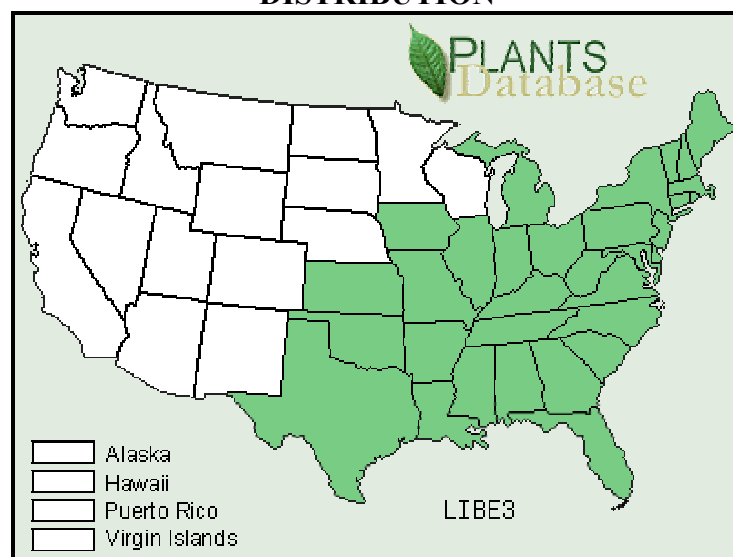 DISTRIBUTION
PLANTS
Database
Alaska
Hawaii
Puerto Rico
Virgin Islands
LIBE3